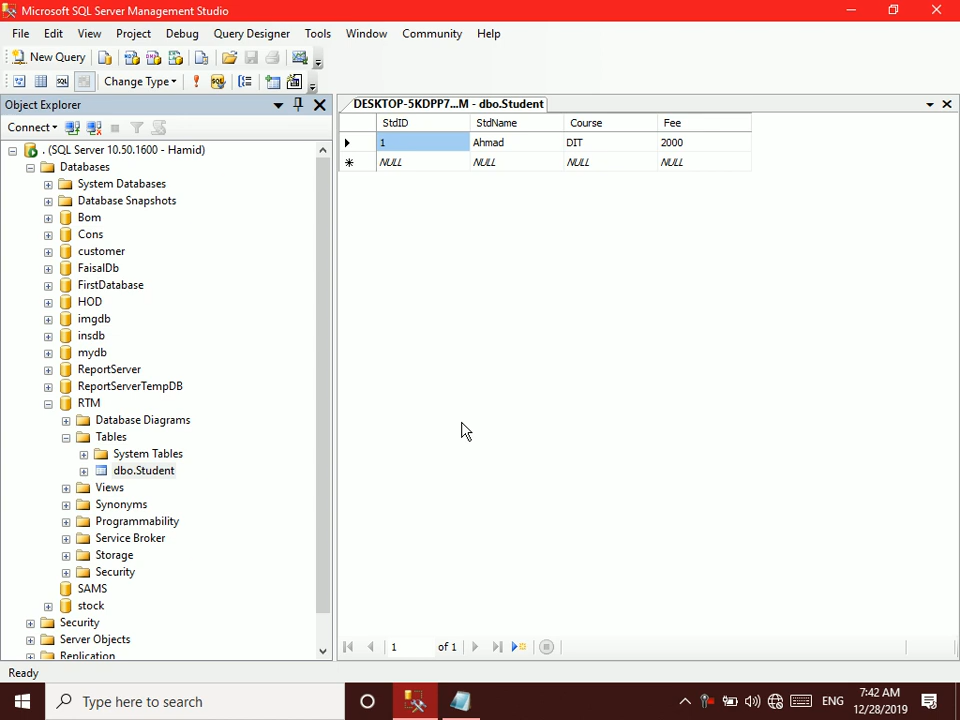 Microsoft SQL Server Management Studio
File Edit View Project Debug Query Designer Tools Window Community Help
New Query
Change Type
Object Explorer
Connect
. (SQL Server 10.50.1600 - Hamid)
Databases
System Databases
Database Snapshots
Bom
Cons
customer
FaisalDb
FirstDatabase
HOD
imgdb
insdb
mydb
ReportServer
ReportServerTempDB
RTM
Database Diagrams
Tables
System Tables
dbo.Student
Views
Synonyms
Programmability
Service Broker
Storage
Security
SAMS
stock
Security
Server Objects
Replication
DESKTOP-5KDPP7...M - dbo.Student
StdID StdName Course Fee
1 Ahmad DIT 2000
NULL NULL NULL NULL
1 of 1
Ready
Type here to search
ENG
7:42 AM
12/28/2019